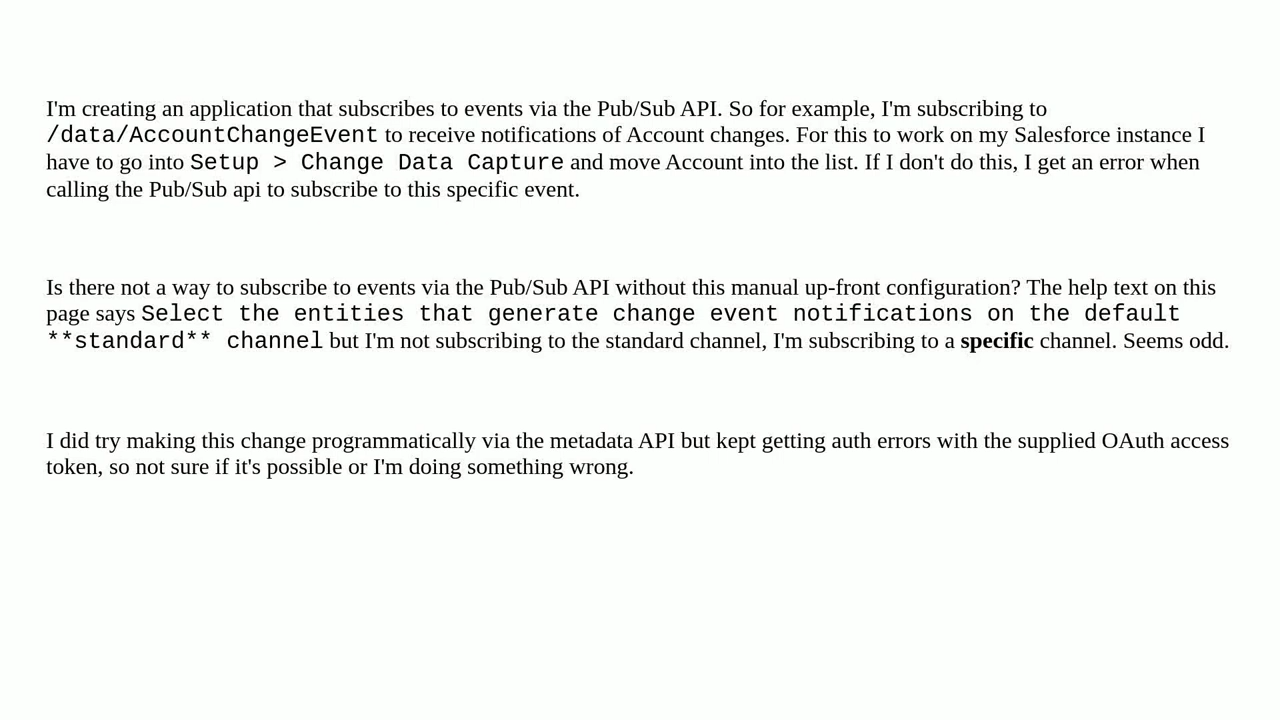 I'm creating an application that subscribes to events via the Pub/Sub API. So for example, I'm subscribing to
/data/AccountChangeEvent to receive notifications of Account changes. For this to work on my Salesforce instance I
have to go into Setup > Change Data Capture and move Account into the list. If I don't do this, I get an error when
calling the Pub/Sub api to subscribe to this specific event.
Is there not a way to subscribe to events via the Pub/Sub API without this manual up-front configuration? The help text on this
page says Select the entities that generate change event notifications on the default
**standard** channel but I'm not subscribing to the standard channel, I'm subscribing to a specific channel. Seems odd.
I did try making this change programmatically via the metadata API but kept getting auth errors with the supplied OAuth access
token, so not sure if it's possible or I'm doing something wrong.